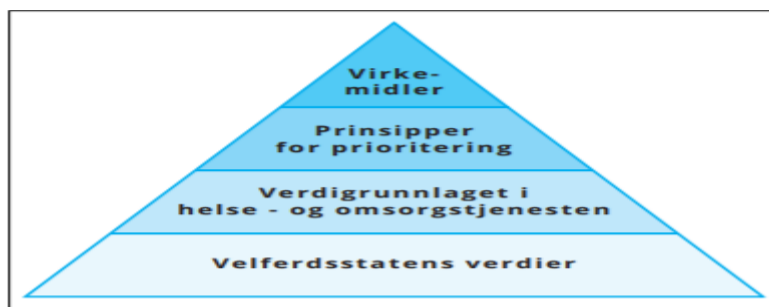 Virke-
midler
Prinsipper
for prioritering
Verdigrunnlaget i
helse - og omsorgstjenesten
Velferdsstatens verdier